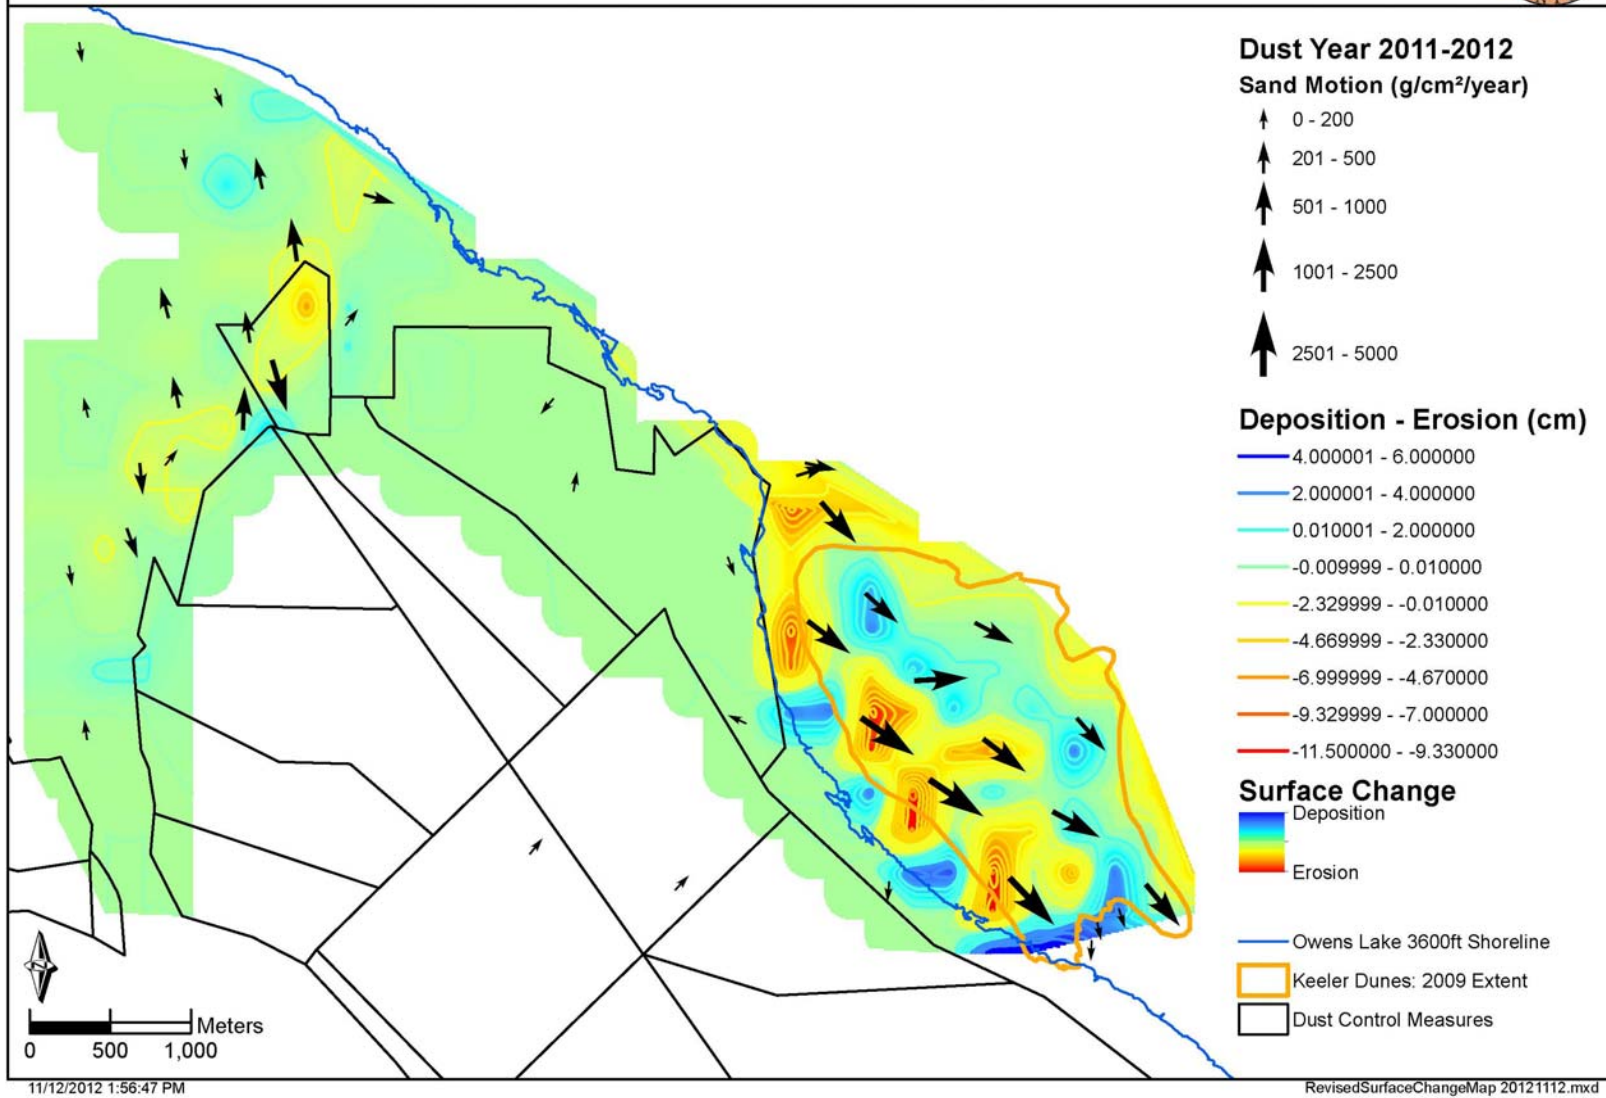 Dust Year 2011-2012
Sand Motion (g/cm²/year)
0 - 200
201 - 500
501 - 1000
1001 - 2500
2501 - 5000
Deposition - Erosion (cm)
4.000001 - 6.000000
2.000001 - 4.000000
0.010001 - 2.000000
-0.009999 - 0.010000
-2.329999 - -0.010000
-4.669999 - -2.330000
-6.999999 - -4.670000
-9.329999 - -7.000000
-11.500000 - -9.330000
Surface Change
Deposition
Erosion
Owens Lake 3600ft Shoreline
Keeler Dunes: 2009 Extent
Dust Control Measures
Z
Meters
0 500 1,000
11/12/2012 1:56:47 PM
RevisedSurfaceChangeMap 20121112.mxd